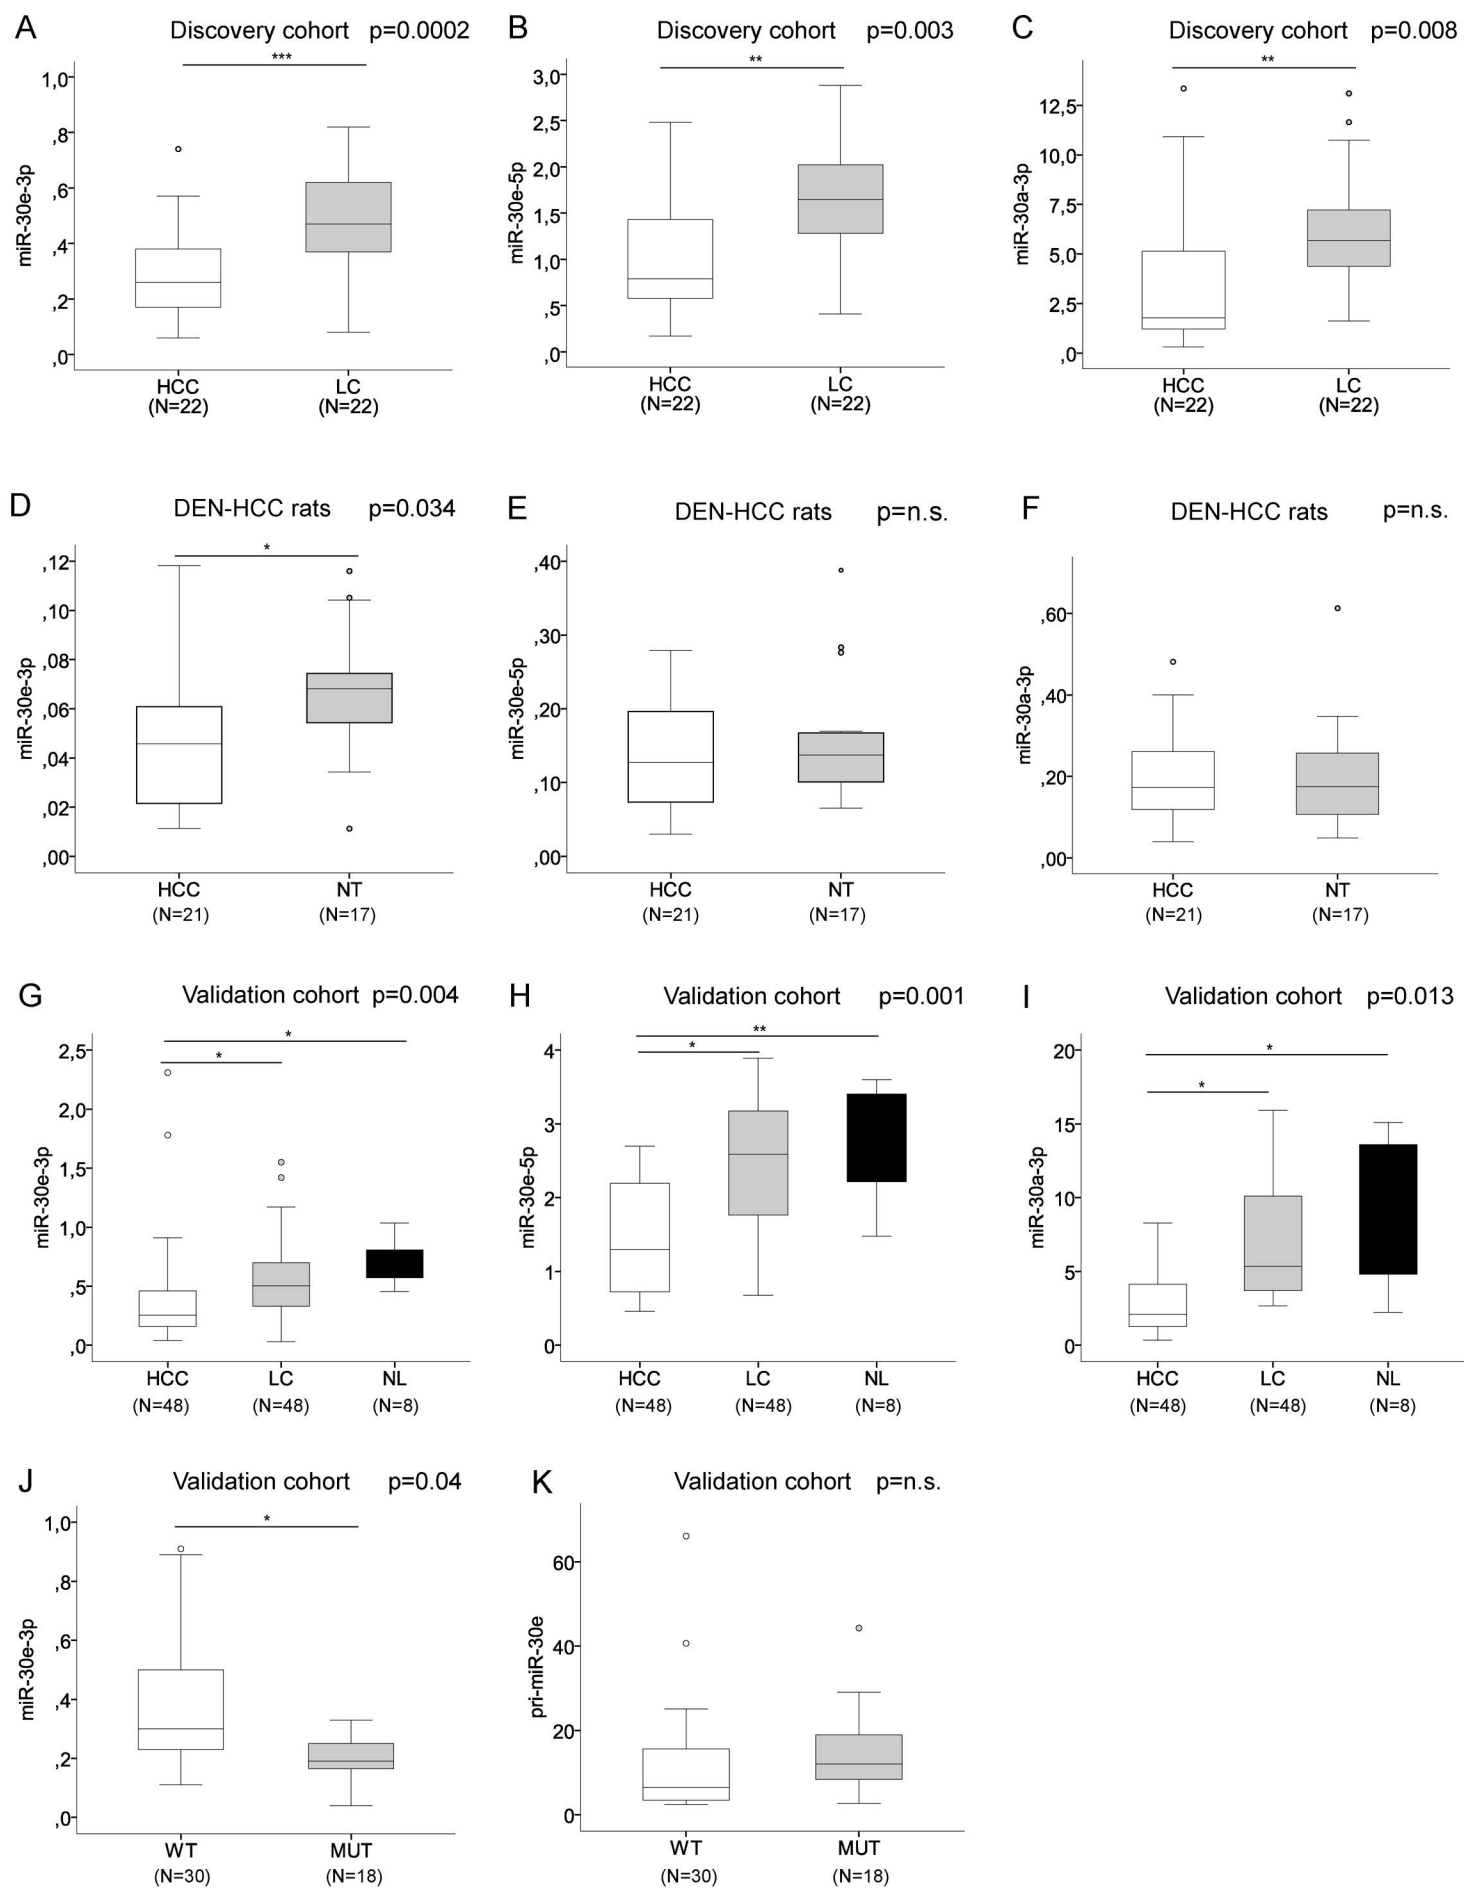 A Discovery cohort p=0.0002
***
miR-30e-3p
1,0
,8
,6
,4
,2
,0
HCC LC
(N=22) (N=22)
B Discovery cohort p=0.003
**
miR-30e-5p
3,0
2,5
2,0
1,5
1,0
,5
,0
HCC LC
(N=22) (N=22)
C Discovery cohort p=0.008
**
miR-30a-3p
12,5
10,0
7,5
5,0
2,5
,0
HCC LC
(N=22) (N=22)
D DEN-HCC rats p=0.034
*
miR-30e-3p
,12
,10
,08
,06
,04
,02
,00
HCC NT
(N=21) (N=17)
E DEN-HCC rats p=n.s.
miR-30e-5p
,40
,30
,20
,10
,00
HCC NT
(N=21) (N=17)
F DEN-HCC rats p=n.s.
miR-30a-3p
,60
,40
,20
,00
HCC NT
(N=21) (N=17)
G Validation cohort p=0.004
*
*
miR-30e-3p
2,5
2,0
1,5
1,0
,5
,0
HCC LC NL
(N=48) (N=48) (N=8)
H Validation cohort p=0.001
**
*
miR-30e-5p
4
3
2
1
0
HCC LC NL
(N=48) (N=48) (N=8)
I Validation cohort p=0.013
*
*
miR-30a-3p
20
15
10
5
0
HCC LC NL
(N=48) (N=48) (N=8)
J Validation cohort p=0.04
*
miR-30e-3p
1,0
,8
,6
,4
,2
,0
WT MUT
(N=30) (N=18)
K Validation cohort p=n.s.
pri-miR-30e
60
40
20
0
WT MUT
(N=30) (N=18)